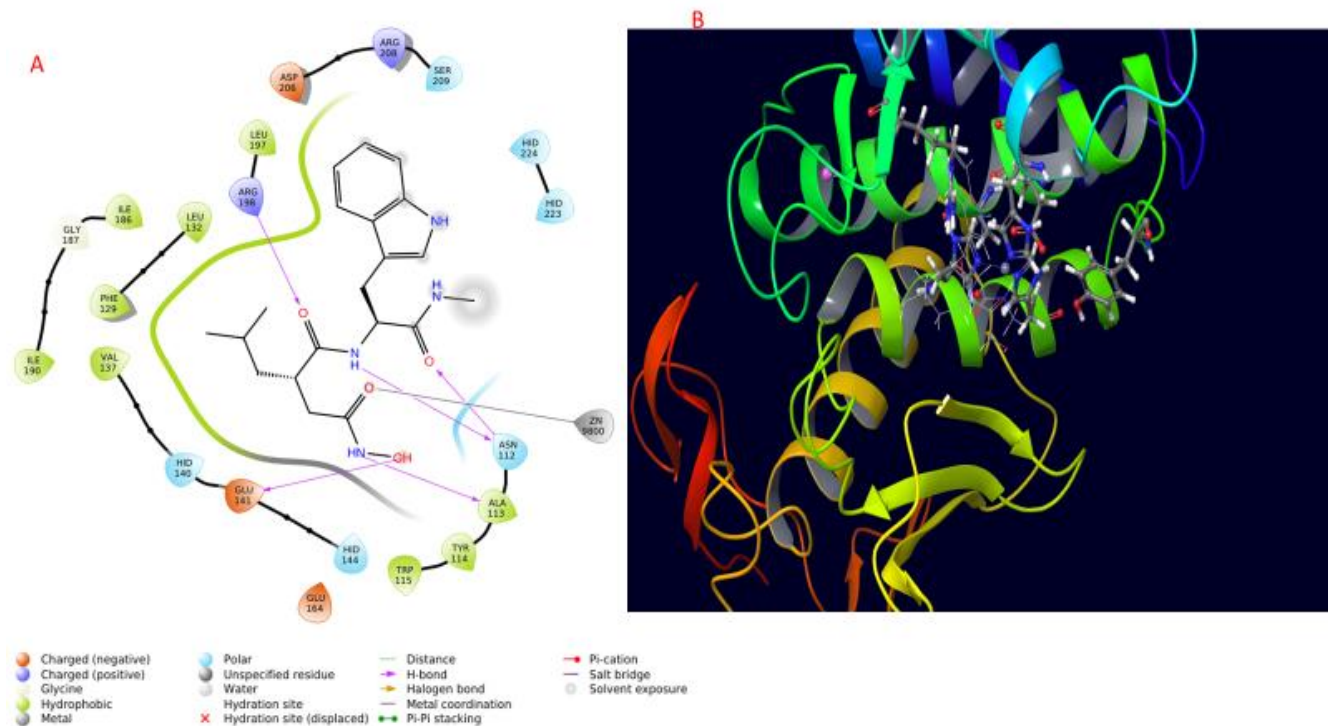 A
B
ARG
208
ASP
206
SER
209
LEU
197
HID
224
ARG
198
HID
223
ILE
186
LEU
132
GLY
187
NH
PHE
129
H
N
O
ILE
190
VAL
137
NH
O
O
ZN
9800
ASN
112
HID
140
HN
OH
GLU
141
ALA
113
HID
144
TYR
114
TRP
115
GLU
164
Charged (negative)
Charged (positive)
Glycine
Hydrophobic
Metal
Polar
Unspecified residue
Water
Hydration site
Hydration site (displaced)
Distance
H-bond
Halogen bond
Metal coordination
Pi-Pi stacking
Pi-cation
Salt bridge
Solvent exposure